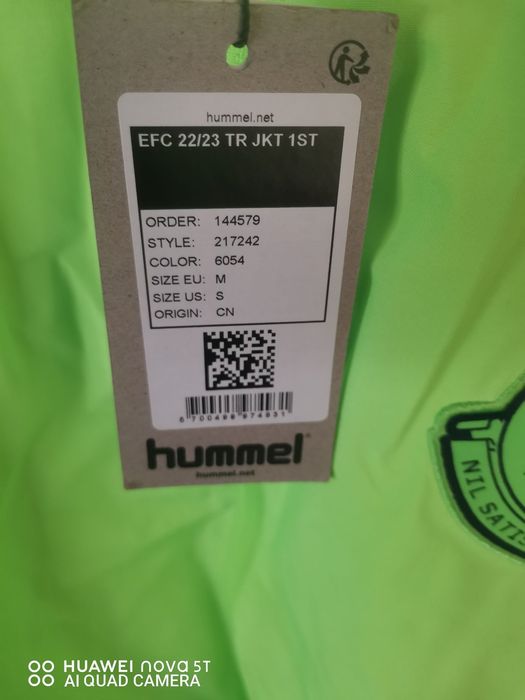 hummel.net
EFC 22/23 TR JKT 1ST
ORDER: 144579
STYLE: 217242
COLOR: 6054
SIZE EU: M
SIZE US: S
ORIGIN: CN
hummel
hummel.net
NIL SATIS
HUAWEI nova 5T
AI QUAD CAMERA